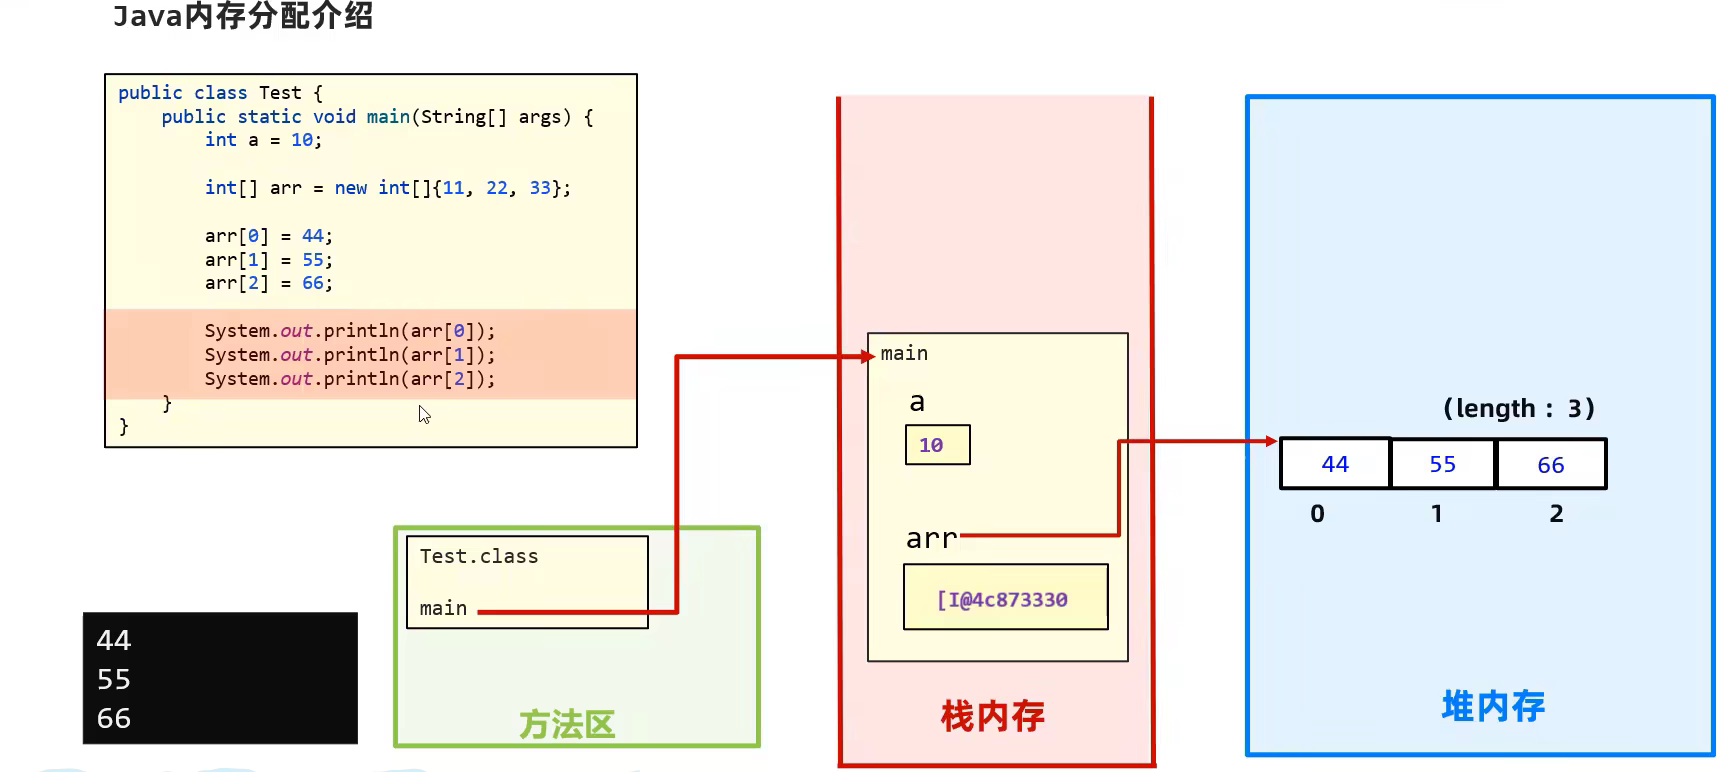 Java内存分配介绍
public class Test {
public static void main(String[] args) {
int a = 10;
int[] arr = new int[]{11, 22, 33};
arr[0] = 44;
arr[1] = 55;
arr[2] = 66;
System.out.println(arr[0]);
System.out.println(arr[1]);
System.out.println(arr[2]);
}
}
44
55
66
Test.class
main
方法区
main
a
10
arr
[I@4c873330
栈内存
(length : 3)
44 55 66
0 1 2
堆内存